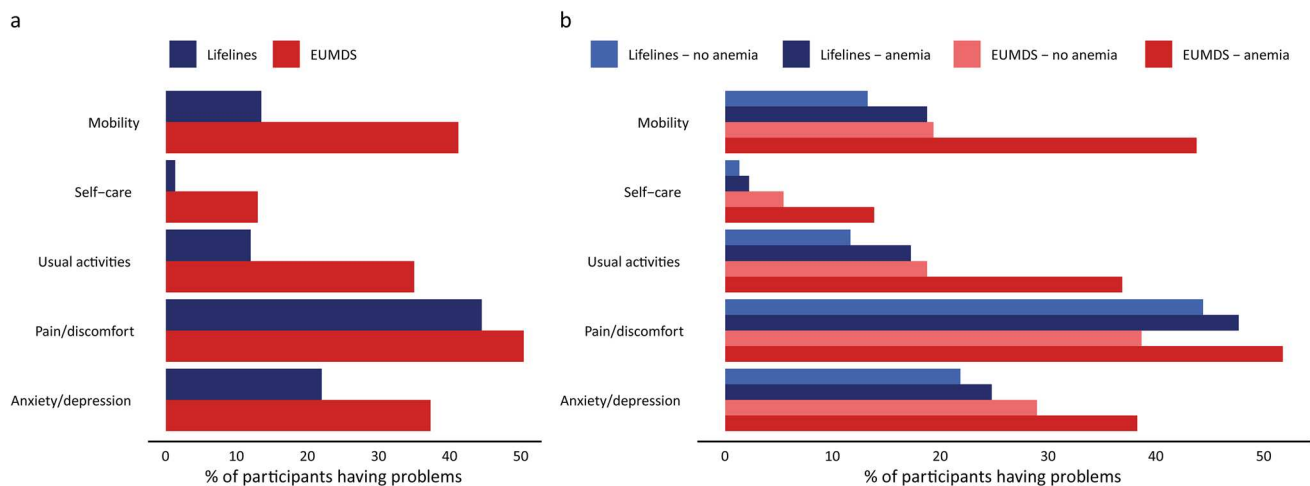 a
Lifelines EUMDS
Mobility
Self−care
Usual activities
Pain/discomfort
Anxiety/depression
0 10 20 30 40 50
% of participants having problems
b
Lifelines − no anemia Lifelines − anemia EUMDS − no anemia EUMDS − anemia
Mobility
Self−care
Usual activities
Pain/discomfort
Anxiety/depression
0 10 20 30 40 50
% of participants having problems